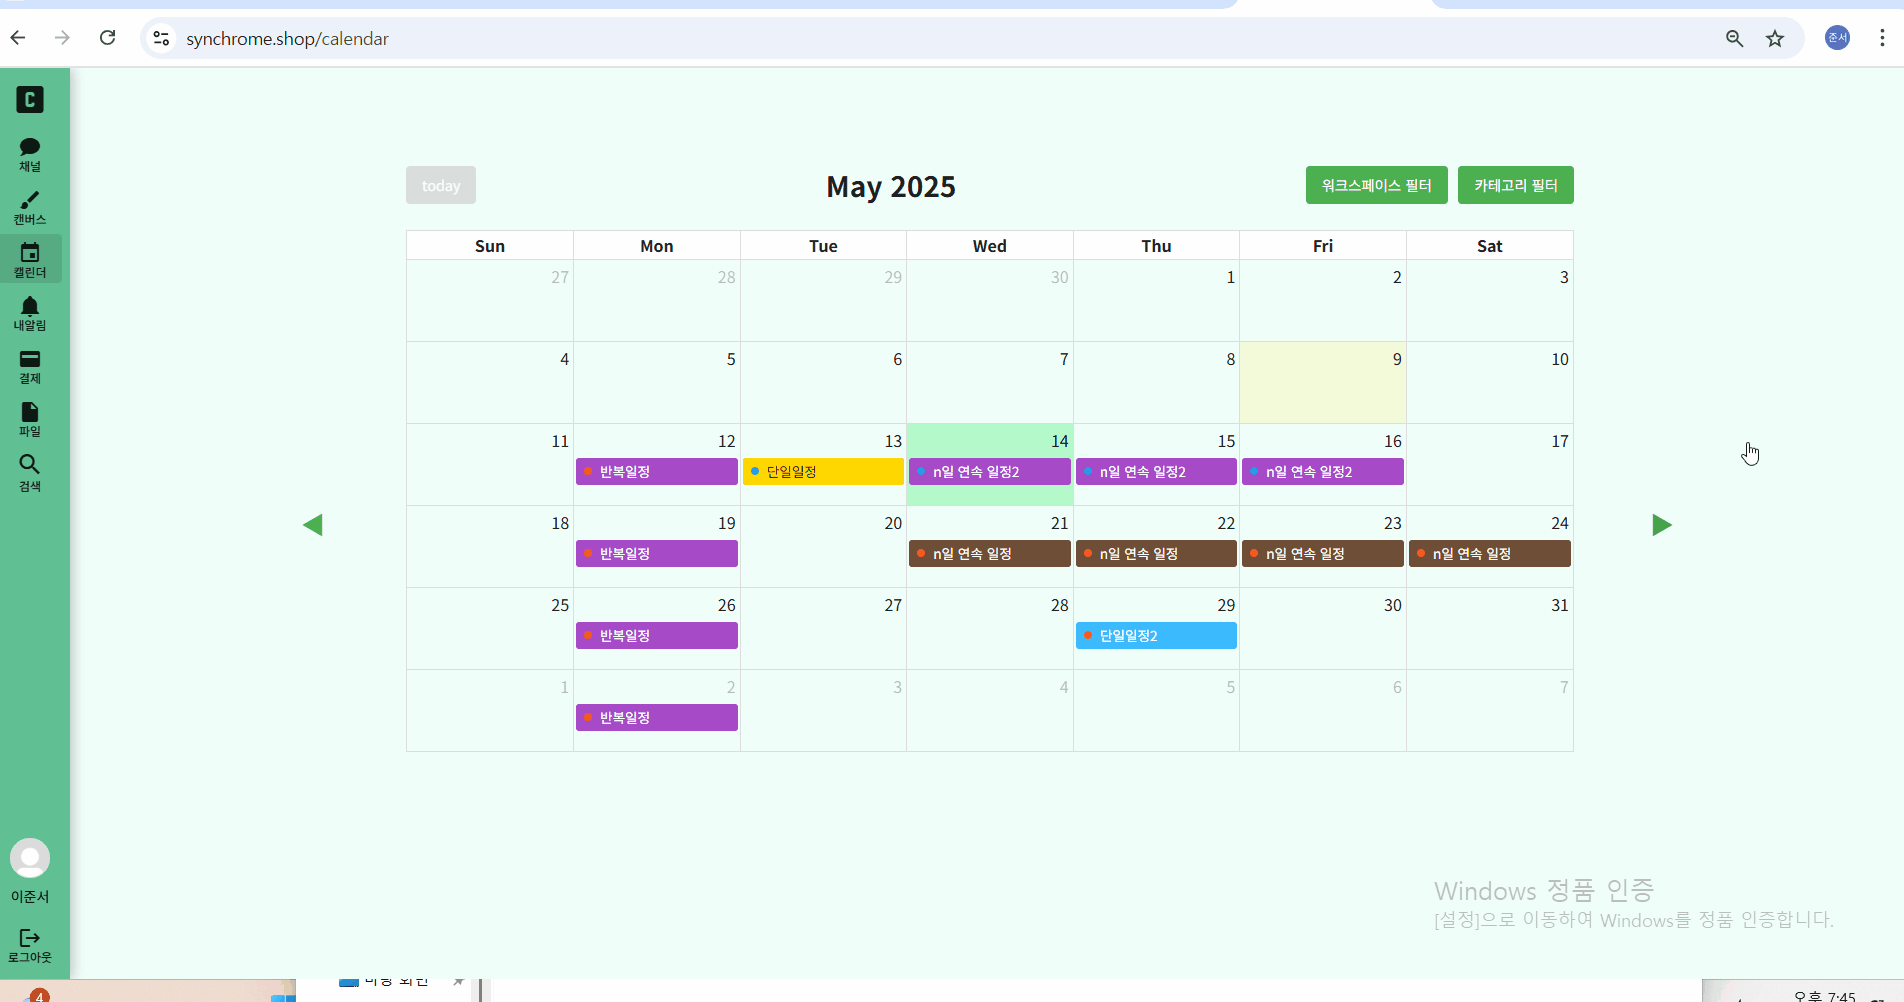 synchrome.shop/calendar
준서
C
채널
캔버스
캘린더
내알림
결제
파일
검색
이준서
로그아웃
today
May 2025
워크스페이스 필터
카테고리 필터
Sun Mon Tue Wed Thu Fri Sat
27 28 29 30 1 2 3
4 5 6 7 8 9 10
11 12 13 14 15 16 17
반복일정 단일일정 n일 연속 일정2 n일 연속 일정2 n일 연속 일정2
18 19 20 21 22 23 24
반복일정 n일 연속 일정 n일 연속 일정 n일 연속 일정 n일 연속 일정
25 26 27 28 29 30 31
반복일정 단일일정2
1 2 3 4 5 6 7
반복일정
Windows 정품 인증
[설정]으로 이동하여 Windows를 정품 인증합니다.
4
오후 7:45